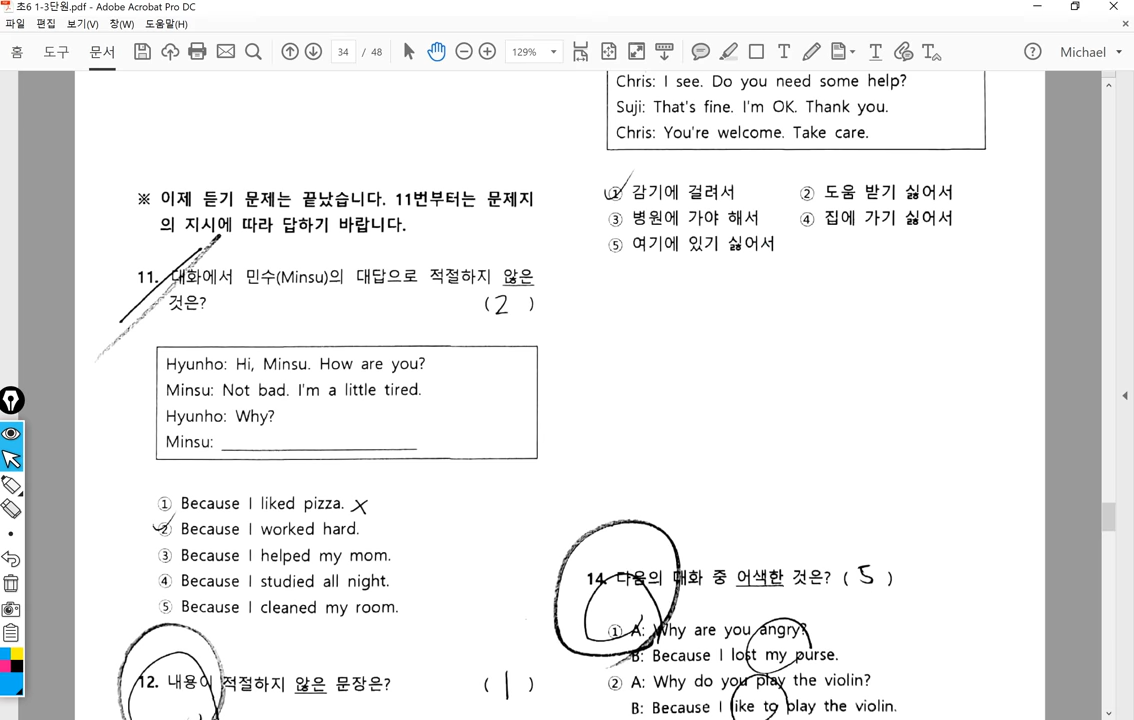 초6 1-3단원.pdf - Adobe Acrobat Pro DC
파일 편집 보기(V) 창(W) 도움말(H)
홈 도구 문서 34 / 48 129% Michael
※ 이제 듣기 문제는 끝났습니다. 11번부터는 문제지
의 지시에 따라 답하기 바랍니다.
11. 대화에서 민수(Minsu)의 대답으로 적절하지 않은
것은? ( 2 )
Hyunho: Hi, Minsu. How are you?
Minsu: Not bad. I'm a little tired.
Hyunho: Why?
Minsu:
① Because I liked pizza. X
② Because I worked hard.
③ Because I helped my mom.
④ Because I studied all night.
⑤ Because I cleaned my room.
12. 내용이 적절하지 않은 문장은? ( 1 )
Chris: I see. Do you need some help?
Suji: That's fine. I'm OK. Thank you.
Chris: You're welcome. Take care.
① 감기에 걸려서 ② 도움 받기 싫어서
③ 병원에 가야 해서 ④ 집에 가기 싫어서
⑤ 여기에 있기 싫어서
14. 다음의 대화 중 어색한 것은? ( 5 )
① A: Why are you angry?
B: Because I lost my purse.
② A: Why do you play the violin?
B: Because I like to play the violin.